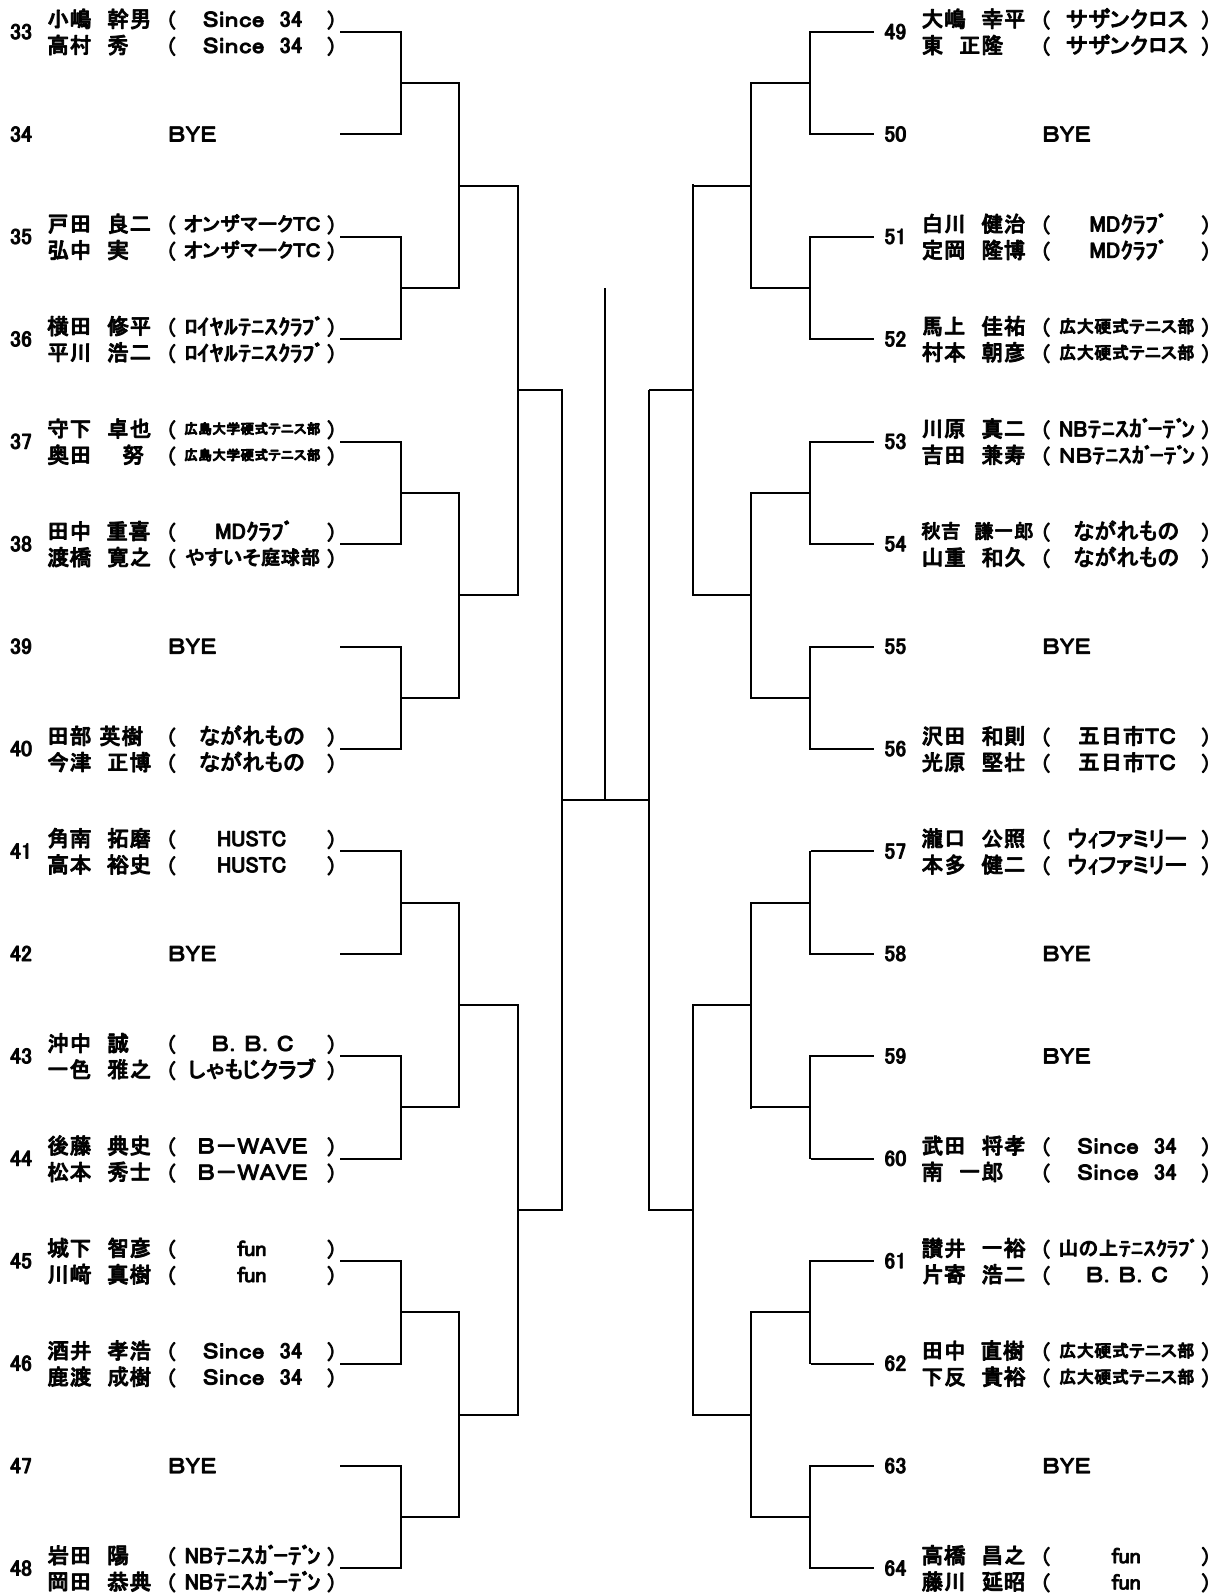 33 小嶋 幹男 ( Since 34 )
高村 秀 ( Since 34 )
34 BYE
35 戸田 良二 ( オンザマークTC )
弘中 実 ( オンザマークTC )
36 横田 修平 ( ﾛｲﾔﾙﾃﾆｽｸﾗﾌﾞ )
平川 浩二 ( ﾛｲﾔﾙﾃﾆｽｸﾗﾌﾞ )
37 守下 卓也 ( 広島大学硬式テニス部 )
奥田 努 ( 広島大学硬式テニス部 )
38 田中 重喜 ( MDｸﾗﾌﾞ )
渡橋 寛之 ( やすいそ庭球部 )
39 BYE
40 田部 英樹 ( ながれもの )
今津 正博 ( ながれもの )
41 角南 拓磨 ( HUSTC )
高本 裕史 ( HUSTC )
42 BYE
43 沖中 誠 ( B．B．C )
一色 雅之 ( しゃもじクラブ )
44 後藤 典史 ( B－WAVE )
松本 秀士 ( B－WAVE )
45 城下 智彦 ( fun )
川﨑 真樹 ( fun )
46 酒井 孝浩 ( Since 34 )
鹿渡 成樹 ( Since 34 )
47 BYE
48 岩田 陽 ( NBﾃﾆｽｶﾞｰﾃﾞﾝ )
岡田 恭典 ( NBﾃﾆｽｶﾞｰﾃﾞﾝ )
49 大嶋 幸平 ( サザンクロス )
東 正隆 ( サザンクロス )
50 BYE
51 白川 健治 ( MDｸﾗﾌﾞ )
定岡 隆博 ( MDｸﾗﾌﾞ )
52 馬上 佳祐 ( 広大硬式テニス部 )
村本 朝彦 ( 広大硬式テニス部 )
53 川原 真二 ( NBﾃﾆｽｶﾞｰﾃﾞﾝ )
吉田 兼寿 ( NBﾃﾆｽｶﾞｰﾃﾞﾝ )
54 秋吉 謙一郎 ( ながれもの )
山重 和久 ( ながれもの )
55 BYE
56 沢田 和則 ( 五日市TC )
光原 堅壮 ( 五日市TC )
57 瀧口 公照 ( ウィファミリー )
本多 健二 ( ウィファミリー )
58 BYE
59 BYE
60 武田 将孝 ( Since 34 )
南 一郎 ( Since 34 )
61 讃井 一裕 ( 山の上ﾃﾆｽｸﾗﾌﾞ )
片寄 浩二 ( B．B．C )
62 田中 直樹 ( 広大硬式テニス部 )
下反 貴裕 ( 広大硬式テニス部 )
63 BYE
64 高橋 昌之 ( fun )
藤川 延昭 ( fun )